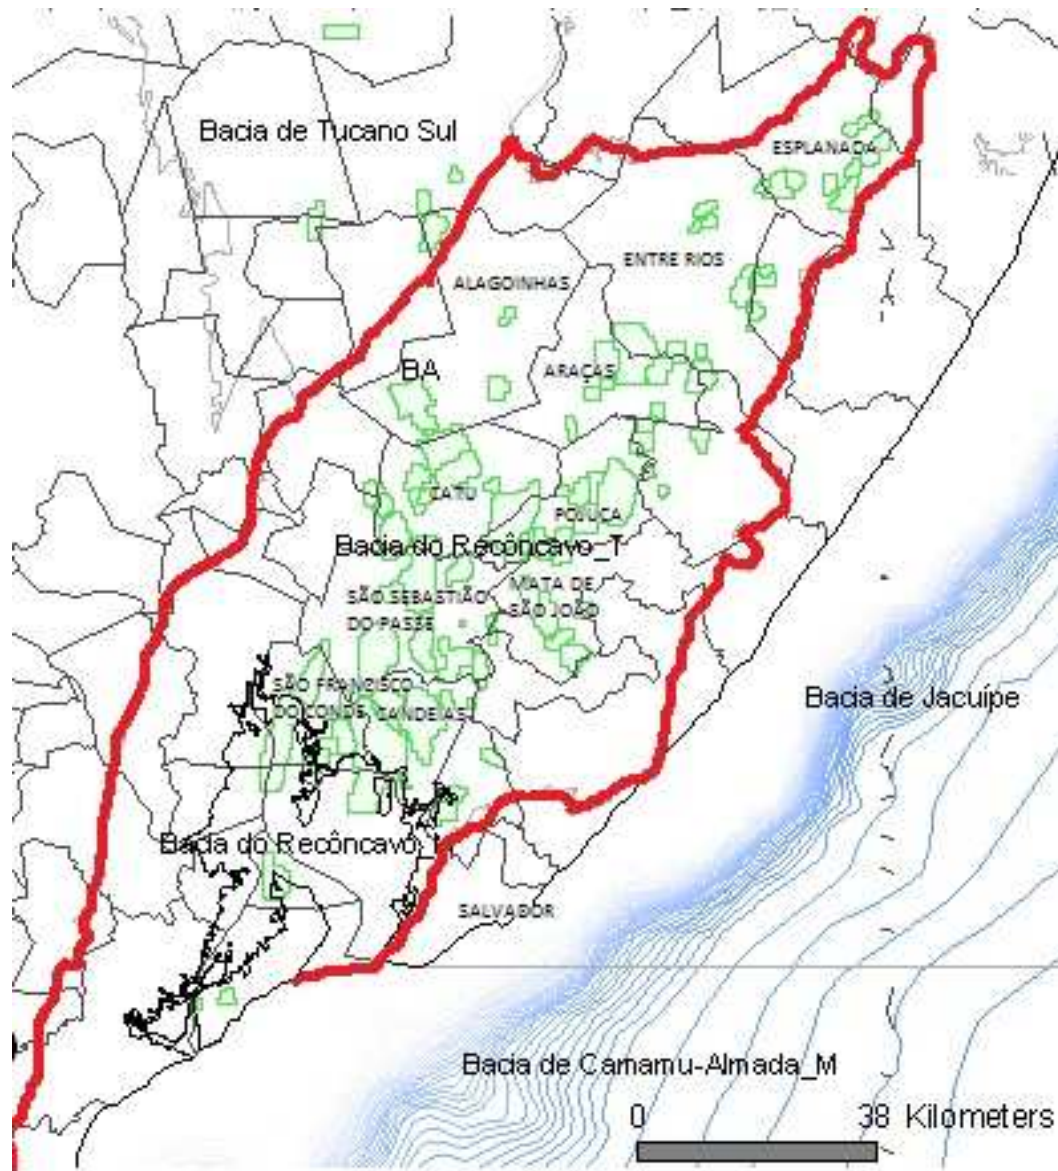 Bacia de Tucano Sul
ESPLANADA
ENTRE RIOS
ALAGOINHAS
BA
ARAÇAS
CATU
POJUCA
Bacia do Recôncavo_T
MATA DE
SÃO JOÃO
SÃO SEBASTIÃO
DO PASSE
SÃO FRANCISCO
DO CONDE, CANDEIAS
Bacia de Jacuípe
Bacia do Recôncavo
SALVADOR
Bacia de Camamu-Almada_M
0 38 Kilometers